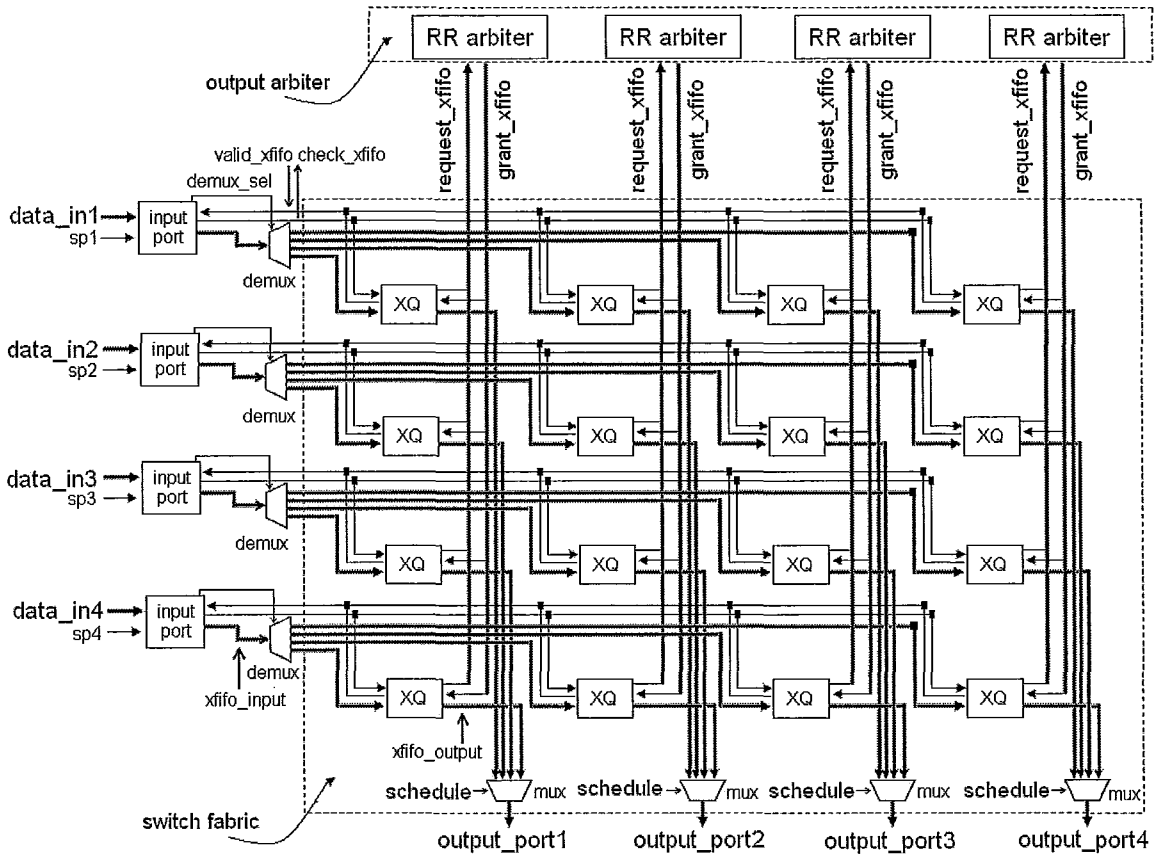 RR arbiter RR arbiter RR arbiter RR arbiter
output arbiter
request_xfifo grant_xfifo request_xfifo grant_xfifo request_xfifo grant_xfifo request_xfifo grant_xfifo
valid_xfifo check_xfifo
demux_sel
data_in1
sp1
input
port
demux
XQ XQ XQ XQ
data_in2
sp2
input
port
demux
XQ XQ XQ XQ
data_in3
sp3
input
port
demux
XQ XQ XQ XQ
data_in4
sp4
input
port
demux
xfifo_input
XQ XQ XQ XQ
xfifo_output
schedule mux schedule mux schedule mux schedule mux
switch fabric
output_port1 output_port2 output_port3 output_port4